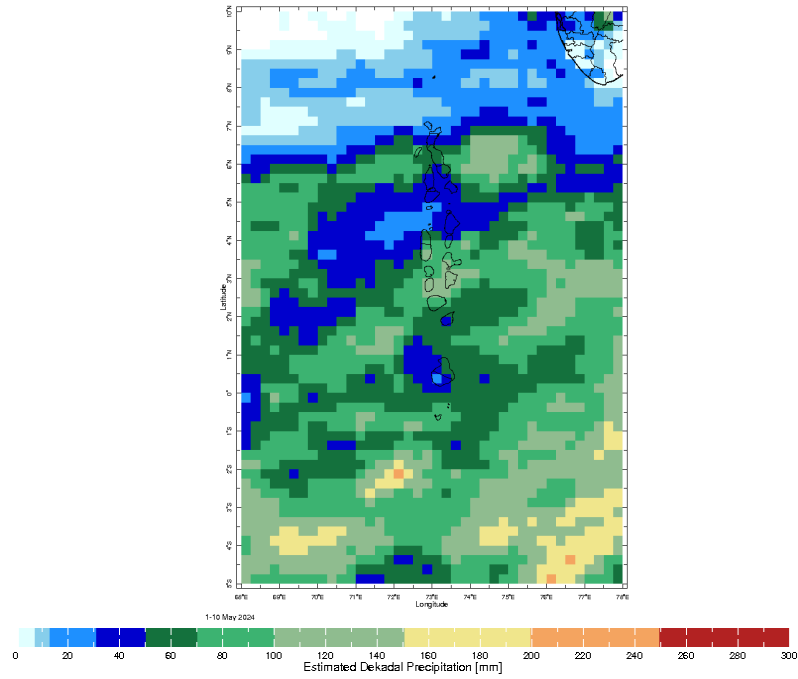 10°N
9°N
8°N
7°N
6°N
5°N
4°N
3°N
2°N
1°N
0°
1°S
2°S
3°S
4°S
5°S
Latitude
68°E 69°E 70°E 71°E 72°E 73°E 74°E 75°E 76°E 77°E 78°E
Longitude
1-10 May 2024
0 20 40 60 80 100 120 140 160 180 200 220 240 260 280 300
Estimated Dekadal Precipitation [mm]